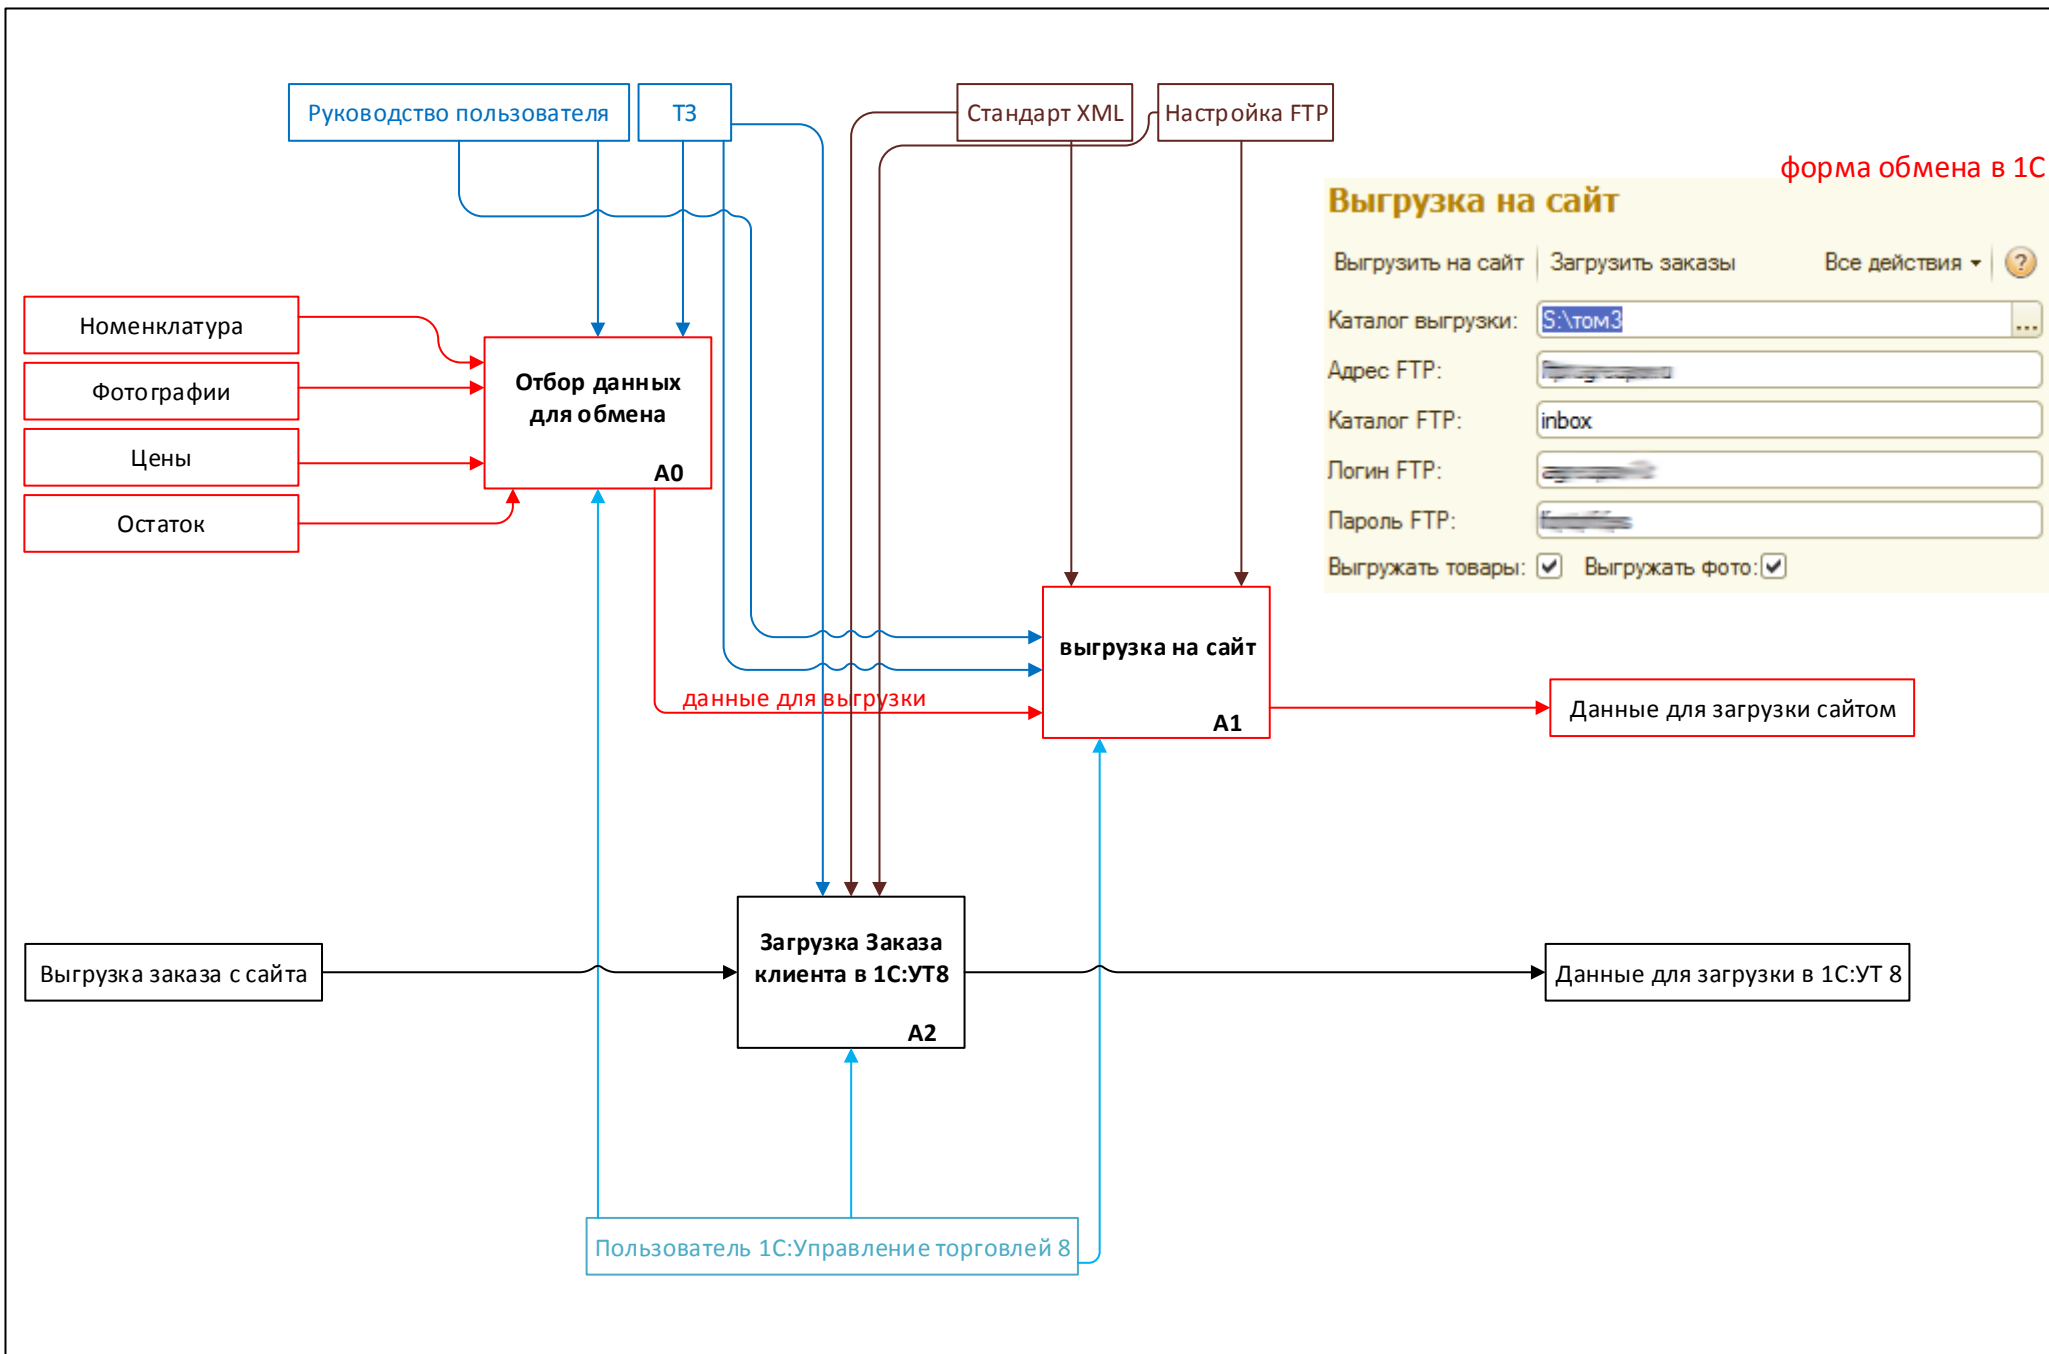 Руководство пользователя
ТЗ
Стандарт XML
Настройка FTP
форма обмена в 1С
Выгрузка на сайт
Выгрузить на сайт
Загрузить заказы
Все действия
?
Каталог выгрузки:
S:\том3
...
Адрес FTP:
Каталог FTP:
inbox
Логин FTP:
Пароль FTP:
Выгружать товары:
Выгружать фото:
Номенклатура
Фотографии
Цены
Остаток
Отбор данных
для обмена
A0
выгрузка на сайт
A1
данные для выгрузки
Данные для загрузки сайтом
Выгрузка заказа с сайта
Загрузка Заказа
клиента в 1С:УТ8
A2
Данные для загрузки в 1С:УТ 8
Пользователь 1С:Управление торговлей 8